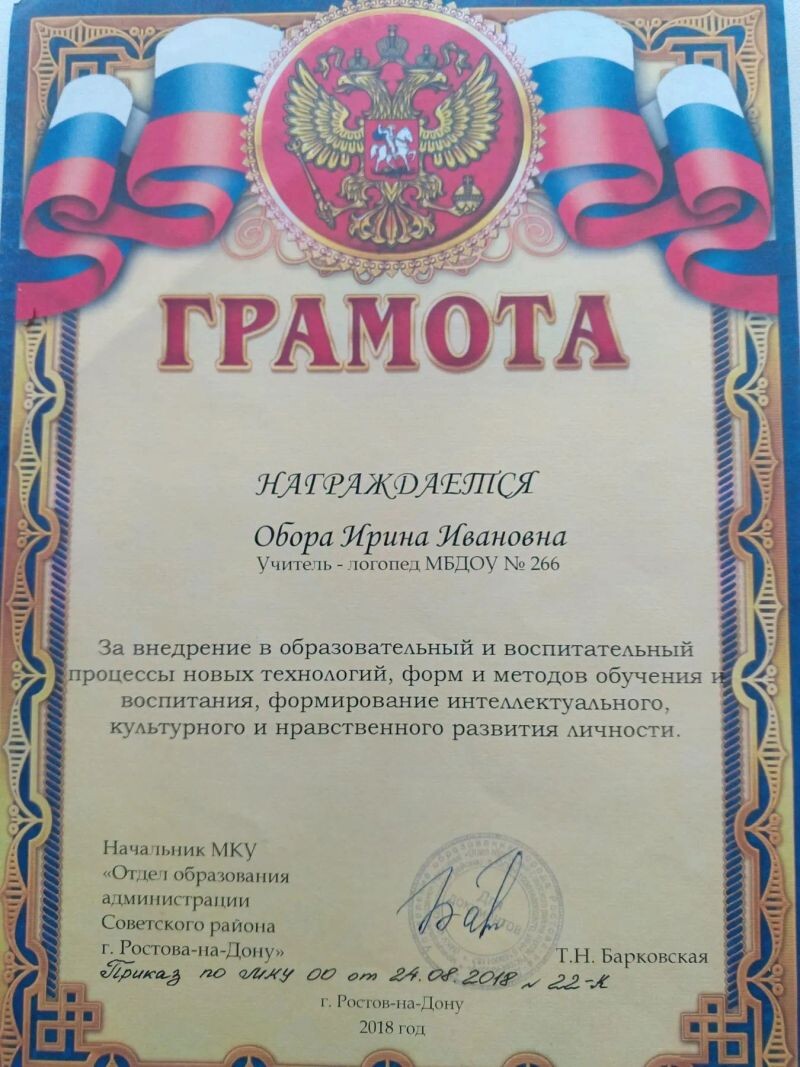 ГРАМОТА
НАГРАЖДАЕТСЯ
Обора Ирина Ивановна
Учитель - логопед МБДОУ № 266
За внедрение в образовательный и воспитательный
процессы новых технологий, форм и методов обучения и
воспитания, формирование интеллектуального,
культурного и нравственного развития личности.
Начальник МКУ
«Отдел образования
администрации
Советского района
г. Ростова-на-Дону»
Т.Н. Барковская
Приказ по МКУ ОО от 24.08.2018 № 22-К
г. Ростов-на-Дону
2018 год